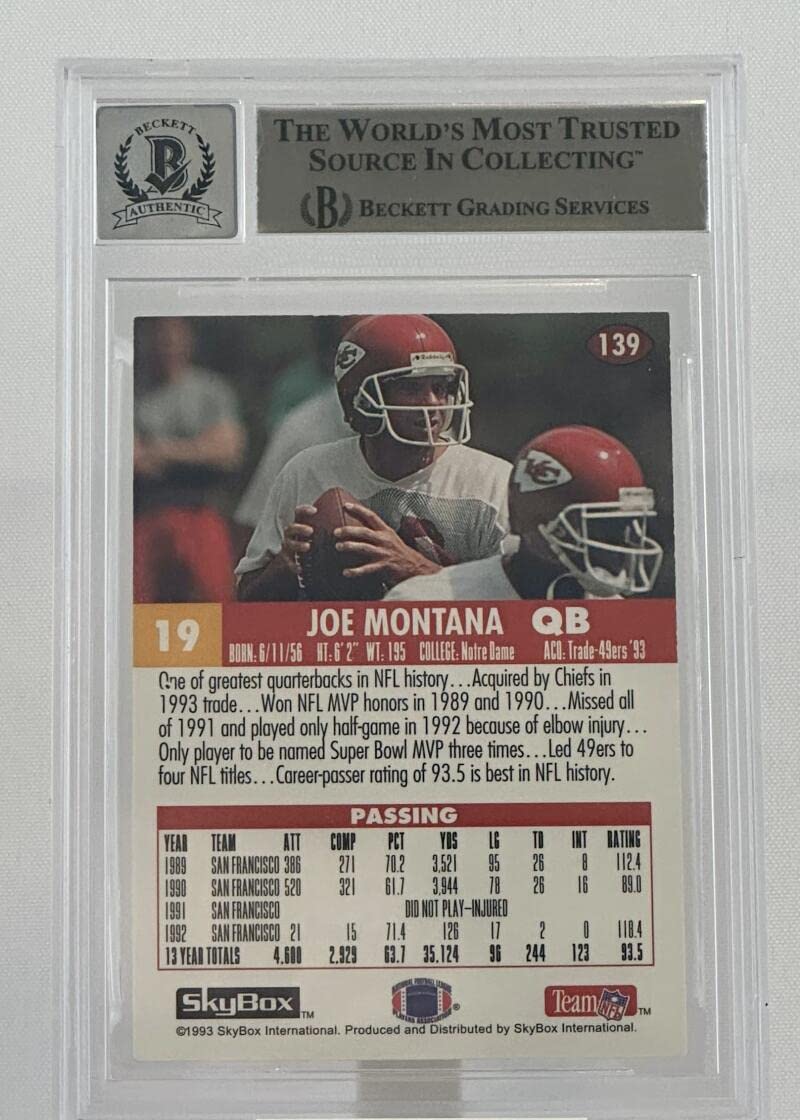 BECKETT
B
AUTHENTIC
THE WORLD'S MOST TRUSTED
SOURCE IN COLLECTING™
B BECKETT GRADING SERVICES
139
KC
Riddell
KC
19
JOE MONTANA QB
BORN: 6/11/56 HT: 6' 2" WT: 195 COLLEGE: Notre Dame ACQ: Trade-49ers '93
One of greatest quarterbacks in NFL history...Acquired by Chiefs in
1993 trade...Won NFL MVP honors in 1989 and 1990...Missed all
of 1991 and played only half-game in 1992 because of elbow injury...
Only player to be named Super Bowl MVP three times...Led 49ers to
four NFL titles...Career-passer rating of 93.5 is best in NFL history.
PASSING
YEAR TEAM ATT COMP PCT YDS LG TD INT RATING
1989 SAN FRANCISCO 386 271 70.2 3,521 95 26 8 112.4
1990 SAN FRANCISCO 520 321 61.7 3,944 78 26 16 89.0
1991 SAN FRANCISCO DID NOT PLAY-INJURED
1992 SAN FRANCISCO 21 15 71.4 126 17 2 0 118.4
13 YEAR TOTALS 4,600 2,929 63.7 35,124 96 244 123 93.5
SkyBox™
NATIONAL FOOTBALL LEAGUE
PLAYERS ASSOCIATION ®
Team NFL™
©1993 SkyBox International. Produced and Distributed by SkyBox International.